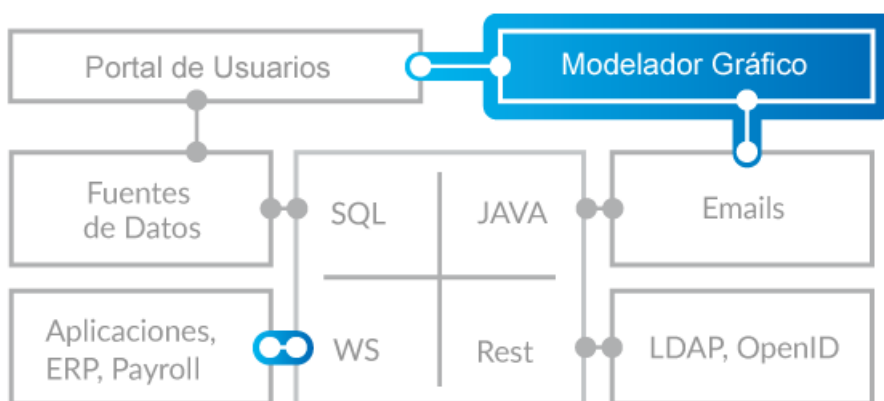 Portal de Usuarios
Modelador Gráfico
Fuentes
de Datos
SQL
JAVA
Emails
Aplicaciones,
ERP, Payroll
WS
Rest
LDAP, OpenID